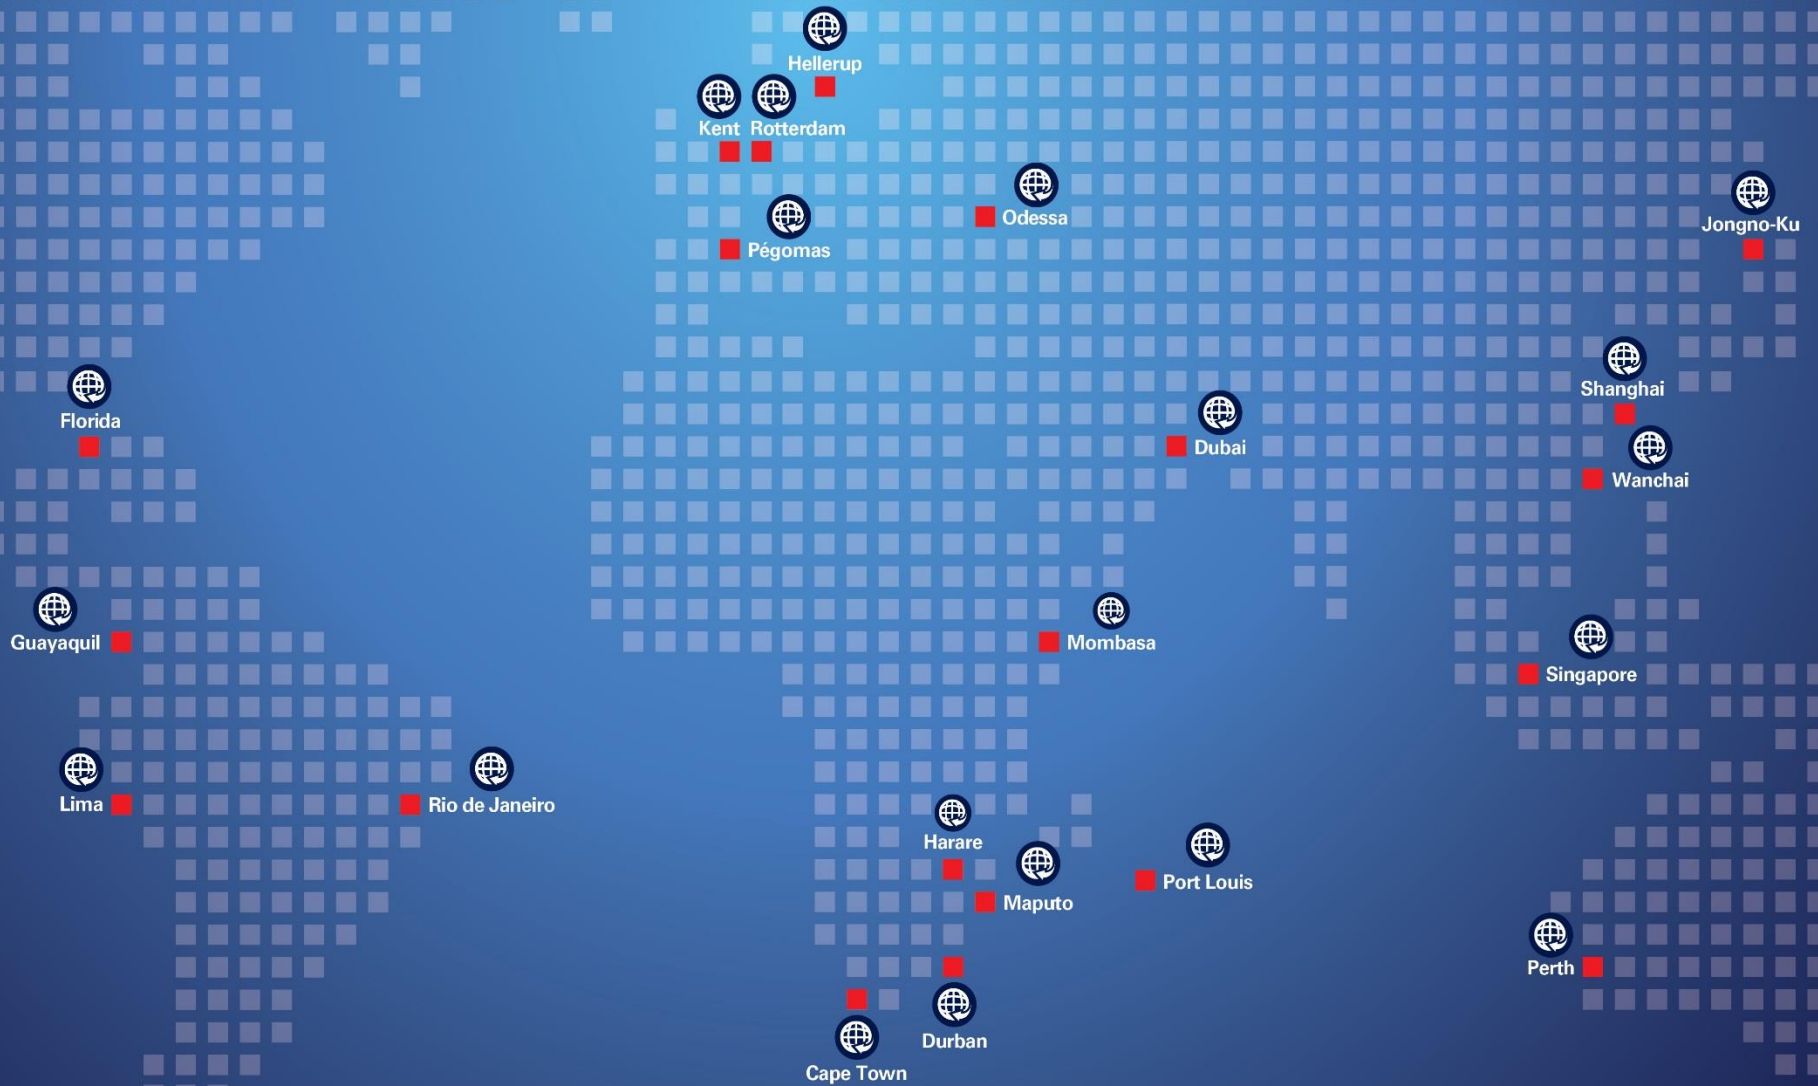 Hellerup
Kent
Rotterdam
Odessa
Jongno-Ku
Pégomas
Shanghai
Florida
Dubai
Wanchai
Guayaquil
Mombasa
Singapore
Lima
Rio de Janeiro
Harare
Port Louis
Maputo
Perth
Durban
Cape Town